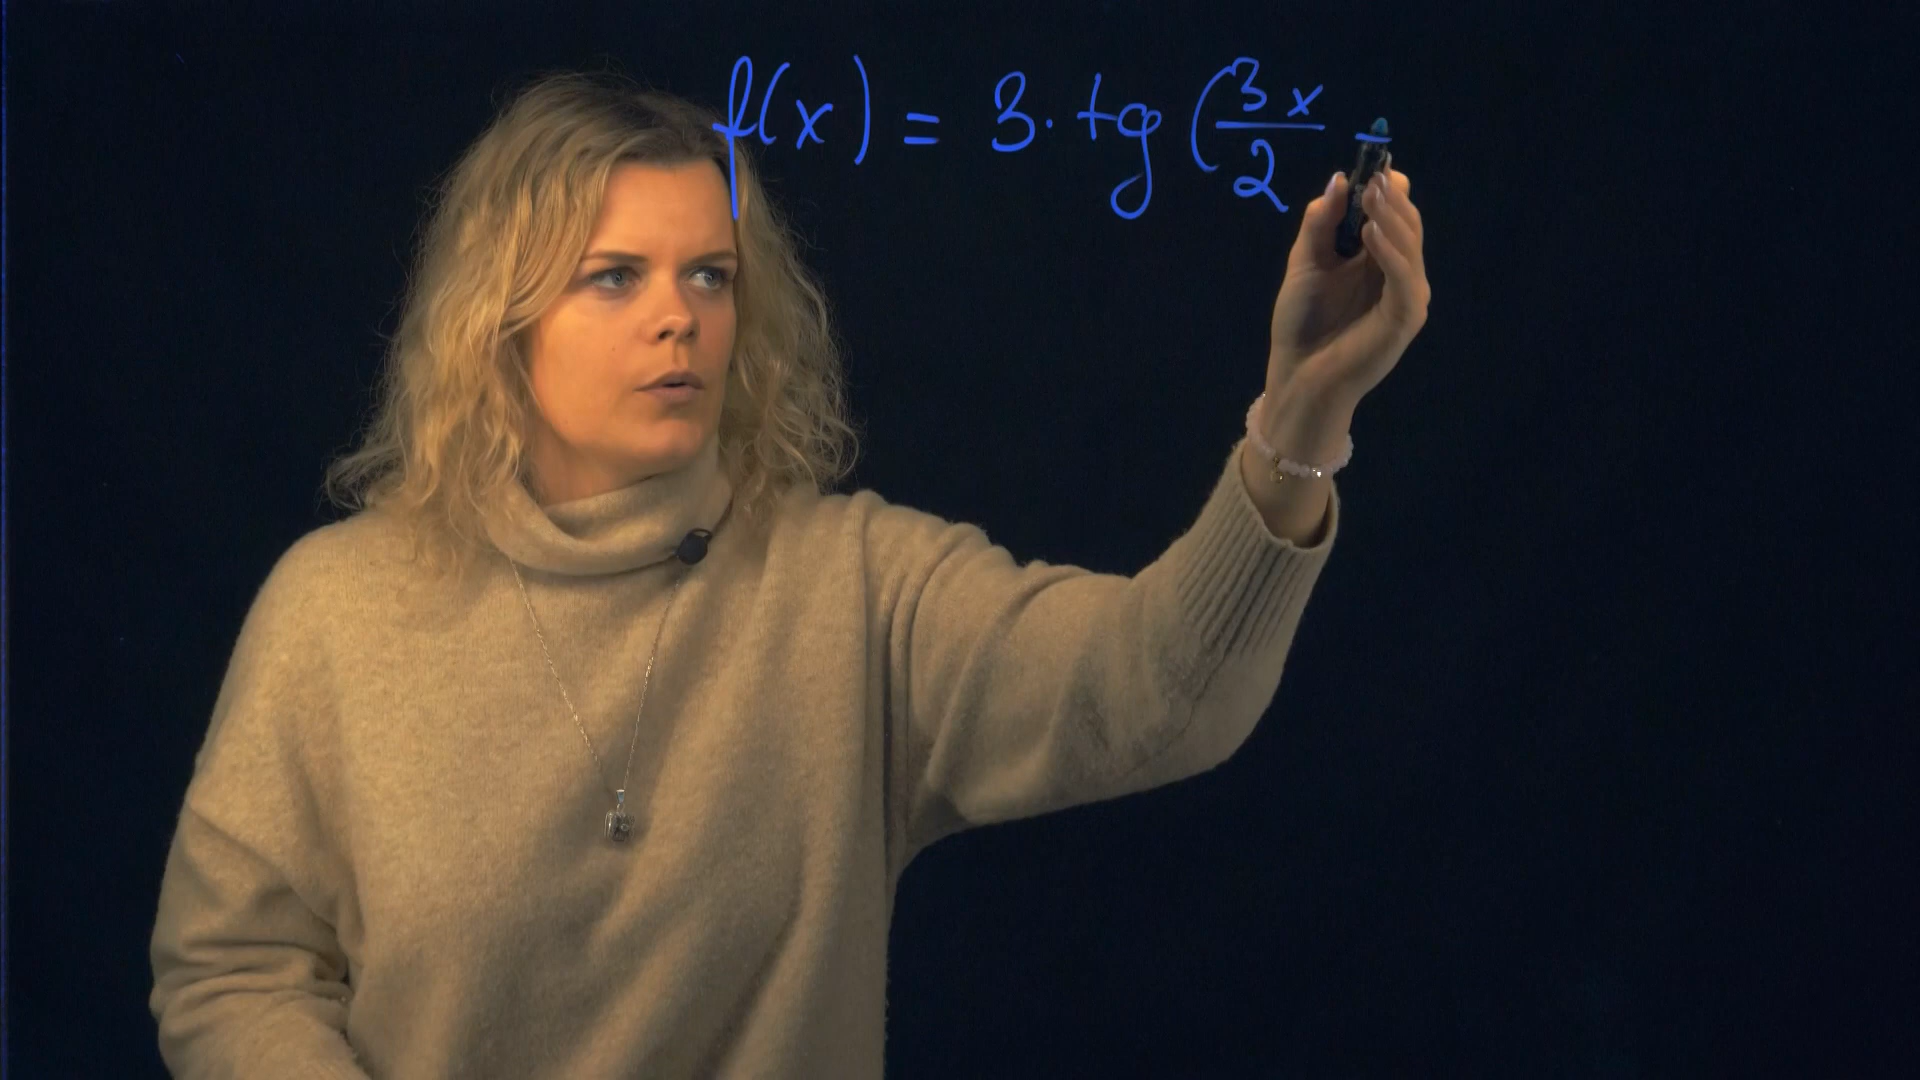 f(x) = 3 · tg (3x/2 -